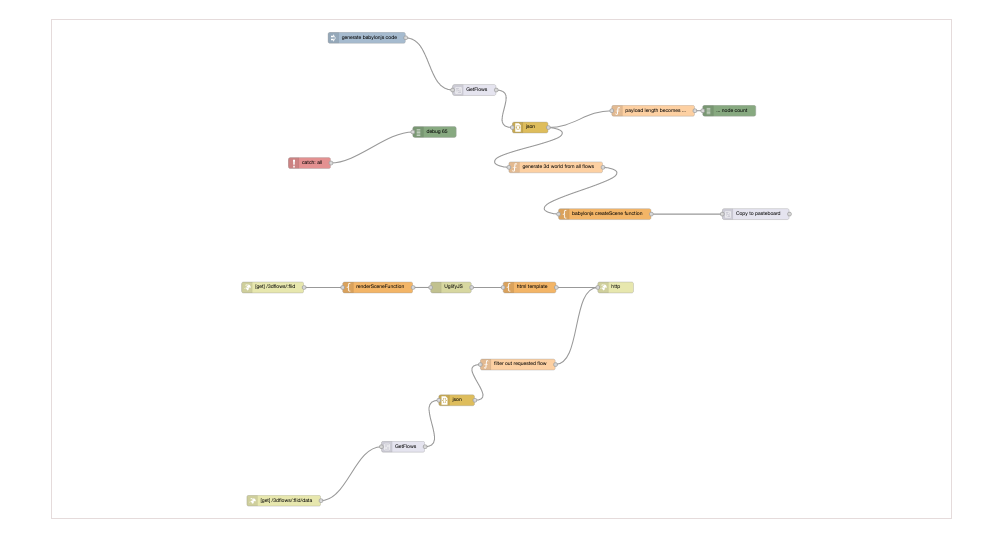 generate babylonjs code
GetFlows
payload length becomes ...
... node count
json
debug 65
catch: all
generate 3d world from all flows
babylonjs createScene function
Copy to pasteboard
[get] /3dflows/:flid
renderSceneFunction
UglifyJS
html template
http
filter out requested flow
json
GetFlows
[get] /3dflows/:flid/data